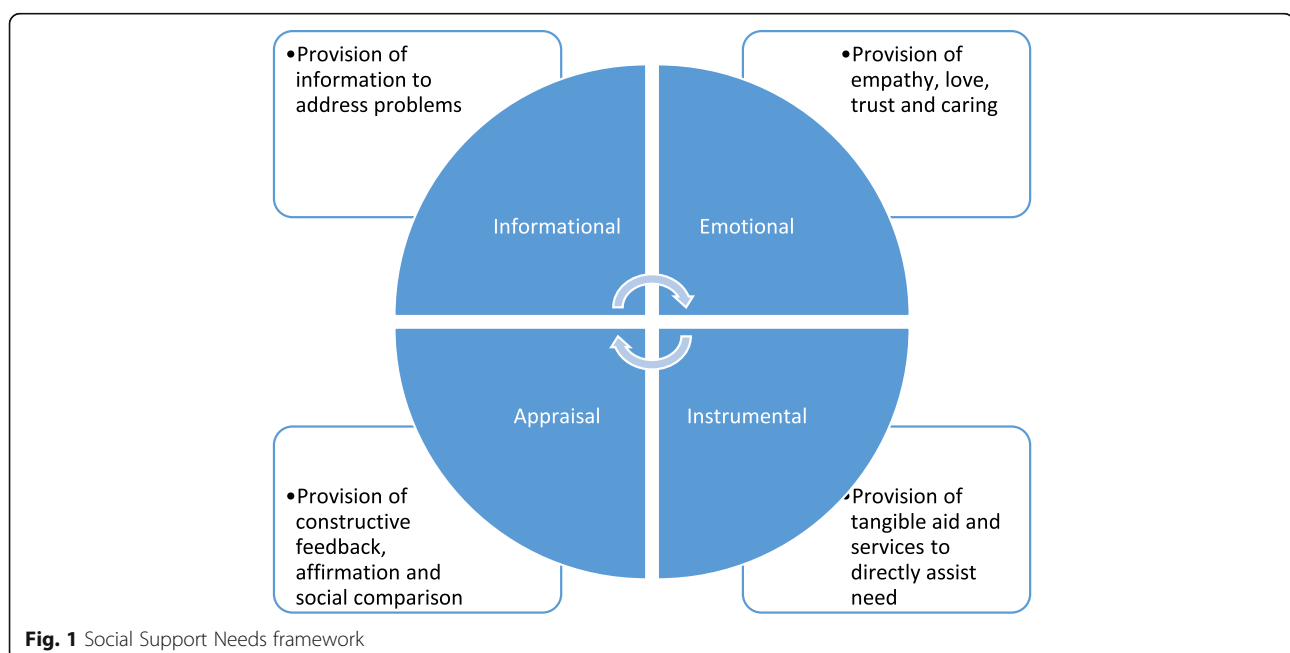 •Provision of
information to
address problems
•Provision of
empathy, love,
trust and caring
Informational
Emotional
Appraisal
Instrumental
•Provision of
constructive
feedback,
affirmation and
social comparison
•Provision of
tangible aid and
services to
directly assist
need
Fig. 1 Social Support Needs framework